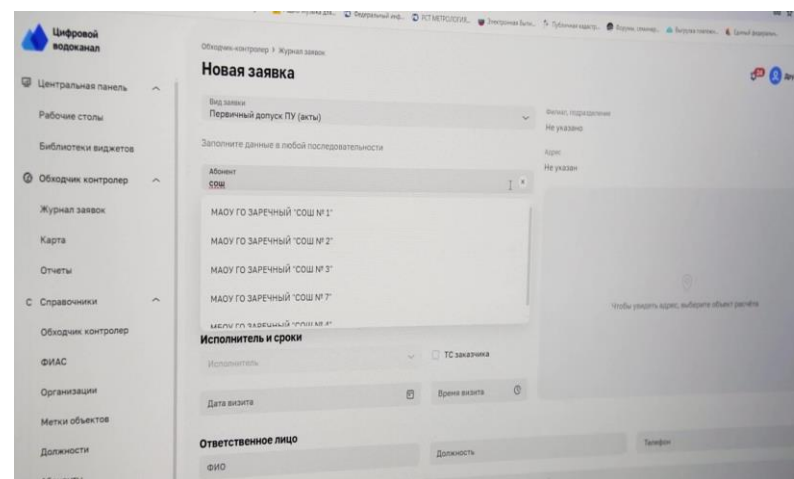 Цифровой
водоканал
Обходчик-контролер > Журнал заявок
Новая заявка
Центральная панель
Рабочие столы
Библиотеки виджетов
Обходчик контролер
Журнал заявок
Карта
Отчеты
Справочники
Обходчик контролер
ФИАС
Организации
Метки объектов
Должности
Вид заявки
Первичный допуск ПУ (акты)
Заполните данные в любой последовательности
Абонент
сош
МАОУ ГО ЗАРЕЧНЫЙ "СОШ № 1"
МАОУ ГО ЗАРЕЧНЫЙ "СОШ № 2"
МАОУ ГО ЗАРЕЧНЫЙ "СОШ № 3"
МАОУ ГО ЗАРЕЧНЫЙ "СОШ № 7"
Исполнитель и сроки
Исполнитель
ТС заказчика
Дата визита
Время визита
Ответственное лицо
ФИО
Должность
Телефон
Филиал, подразделение
Не указано
Адрес
Не указан
Чтобы увидеть адрес, выберите объект расчёта